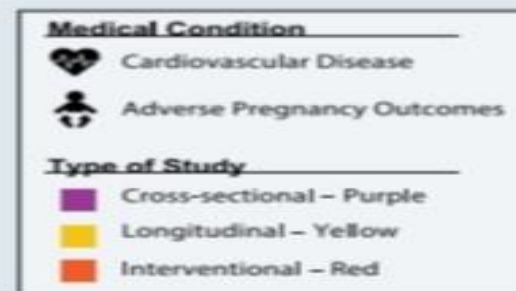 Medical Condition
Cardiovascular Disease
Adverse Pregnancy Outcomes
Type of Study
Cross-sectional – Purple
Longitudinal – Yellow
Interventional – Red